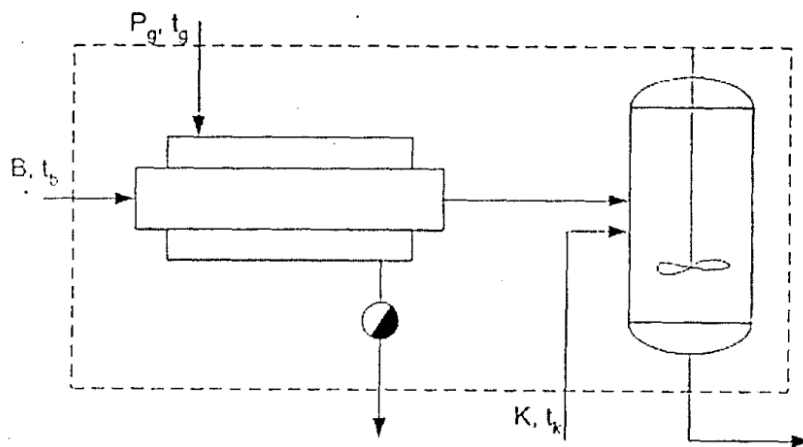 P_g, t_g
B, t_b
K, t_k